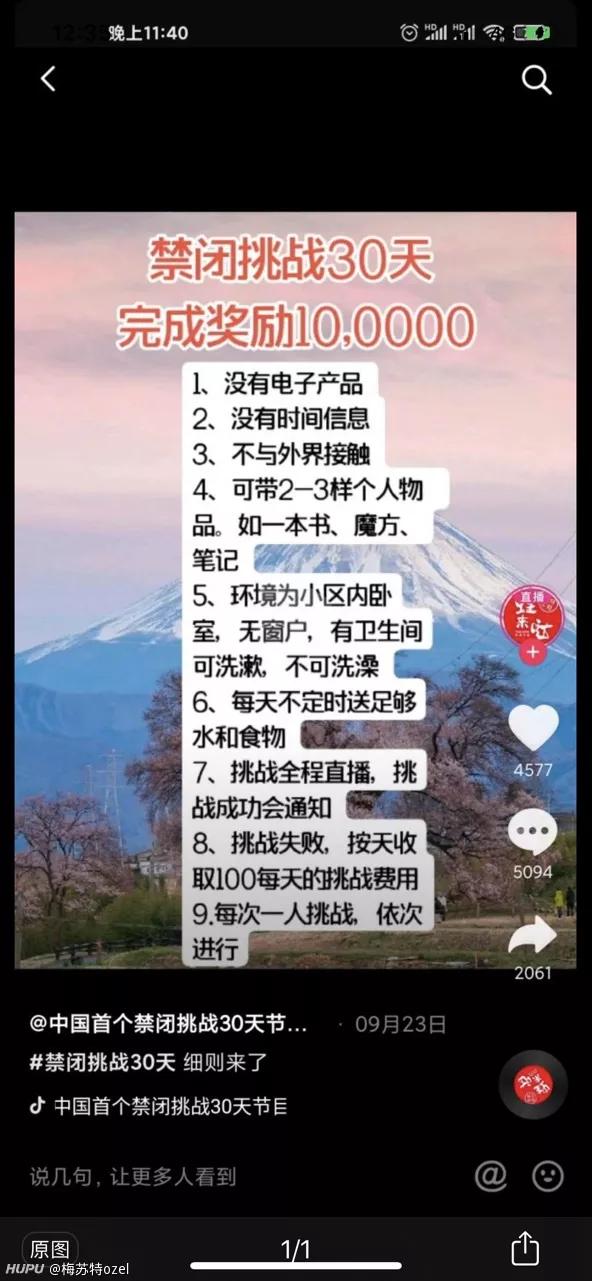 晚上11:40
禁闭挑战30天
完成奖励10,0000
1、没有电子产品
2、没有时间信息
3、不与外界接触
4、可带2—3样个人物
品。如一本书、魔方、
笔记
5、环境为小区内卧
室，无窗户，有卫生间
可洗漱，不可洗澡
6、每天不定时送足够
水和食物
7、挑战全程直播，挑
战成功会通知
8、挑战失败，按天收
取100每天的挑战费用
9.每次一人挑战，依次
进行
直播
4577
5094
2061
@中国首个禁闭挑战30天节... · 09月23日
#禁闭挑战30天 细则来了
中国首个禁闭挑战30天节目
说几句，让更多人看到
原图
1/1
HUPU @梅苏特ozel